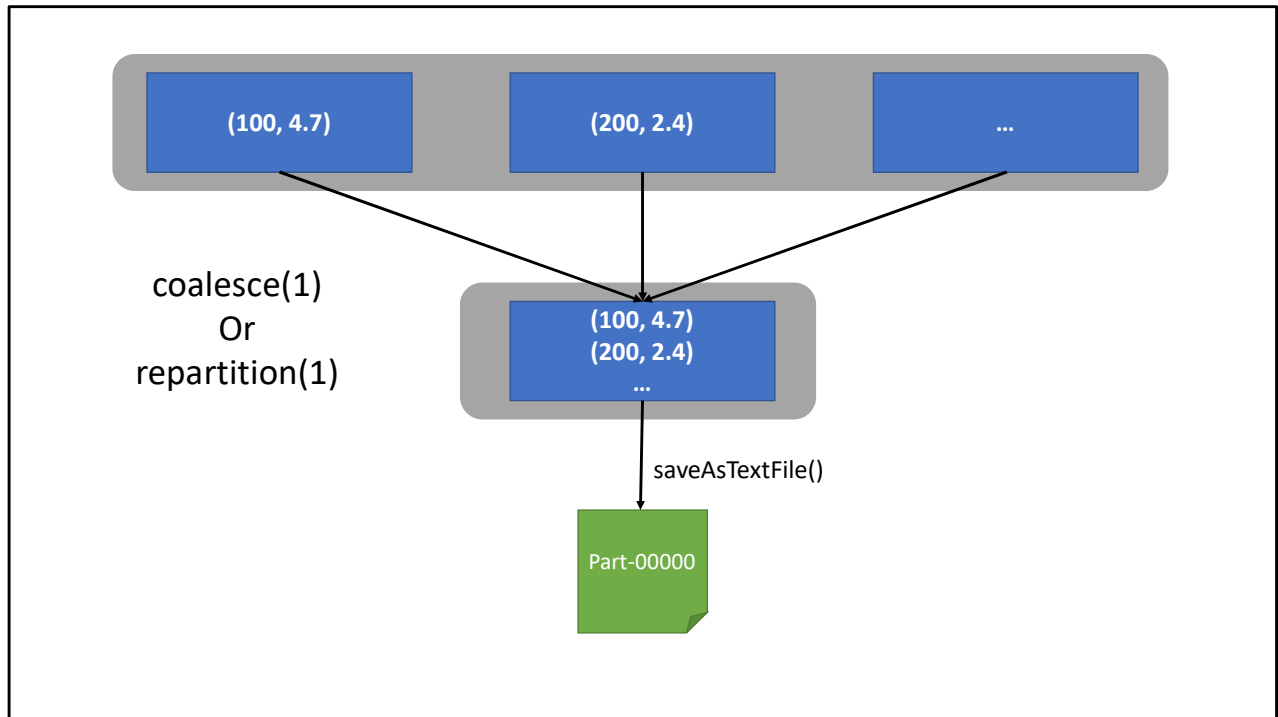 (100, 4.7)
(200, 2.4)
…
coalesce(1)
Or
repartition(1)
(100, 4.7)
(200, 2.4)
…
saveAsTextFile()
Part-00000